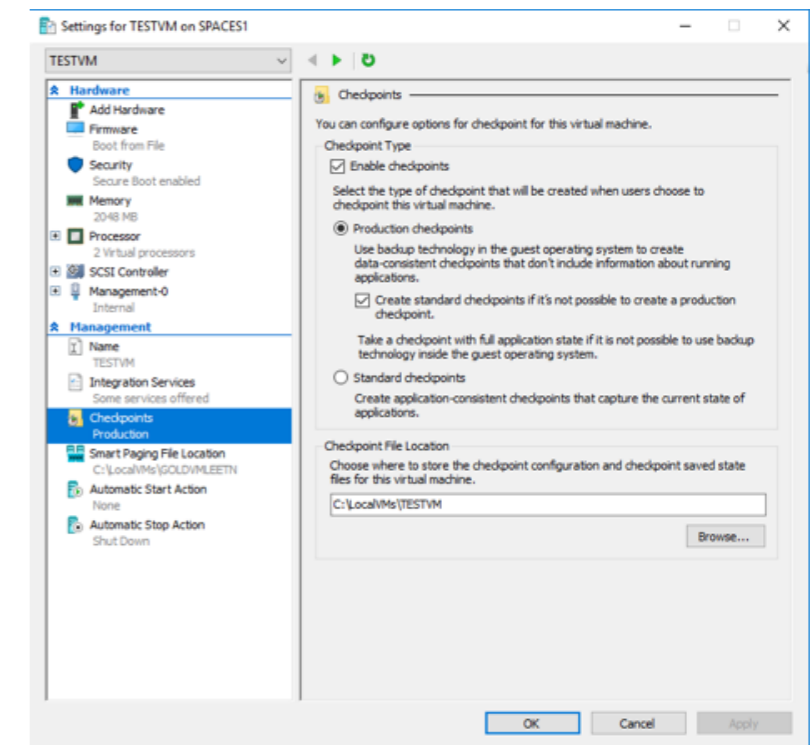 Settings for TESTVM on SPACES1
TESTVM
Hardware
Add Hardware
Firmware
Boot from File
Security
Secure Boot enabled
Memory
2048 MB
Processor
2 Virtual processors
SCSI Controller
Management-0
Internal
Management
Name
TESTVM
Integration Services
Some services offered
Checkpoints
Production
Smart Paging File Location
C:\LocalVMs\GOLDVMLEETN
Automatic Start Action
None
Automatic Stop Action
Shut Down
Checkpoints
You can configure options for checkpoint for this virtual machine.
Checkpoint Type
Enable checkpoints
Select the type of checkpoint that will be created when users choose to
checkpoint this virtual machine.
Production checkpoints
Use backup technology in the guest operating system to create
data-consistent checkpoints that don't include information about running
applications.
Create standard checkpoints if it's not possible to create a production
checkpoint.
Take a checkpoint with full application state if it is not possible to use backup
technology inside the guest operating system.
Standard checkpoints
Create application-consistent checkpoints that capture the current state of
applications.
Checkpoint File Location
Choose where to store the checkpoint configuration and checkpoint saved state
files for this virtual machine.
C:\LocalVMs\TESTVM
Browse...
OK
Cancel
Apply